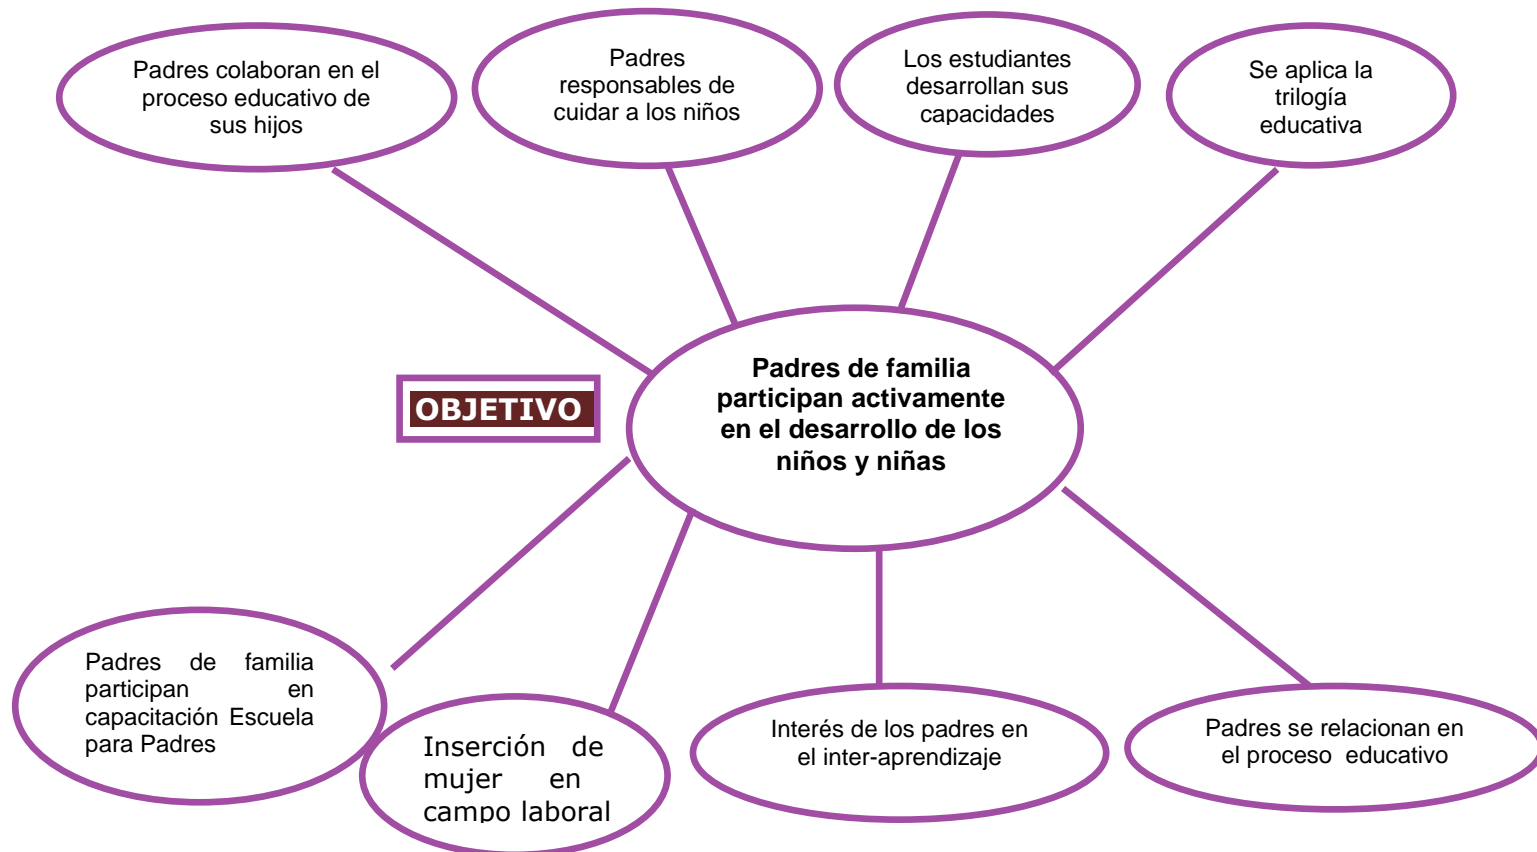 Padres colaboran en el
proceso educativo de
sus hijos
Padres
responsables de
cuidar a los niños
Los estudiantes
desarrollan sus
capacidades
Se aplica la
trilogía
educativa
Padres de familia
participan activamente
en el desarrollo de los
niños y niñas
OBJETIVO
Padres de familia
participan en
capacitación Escuela
para Padres
Inserción de
mujer en
campo laboral
Interés de los padres en
el inter-aprendizaje
Padres se relacionan en
el proceso educativo